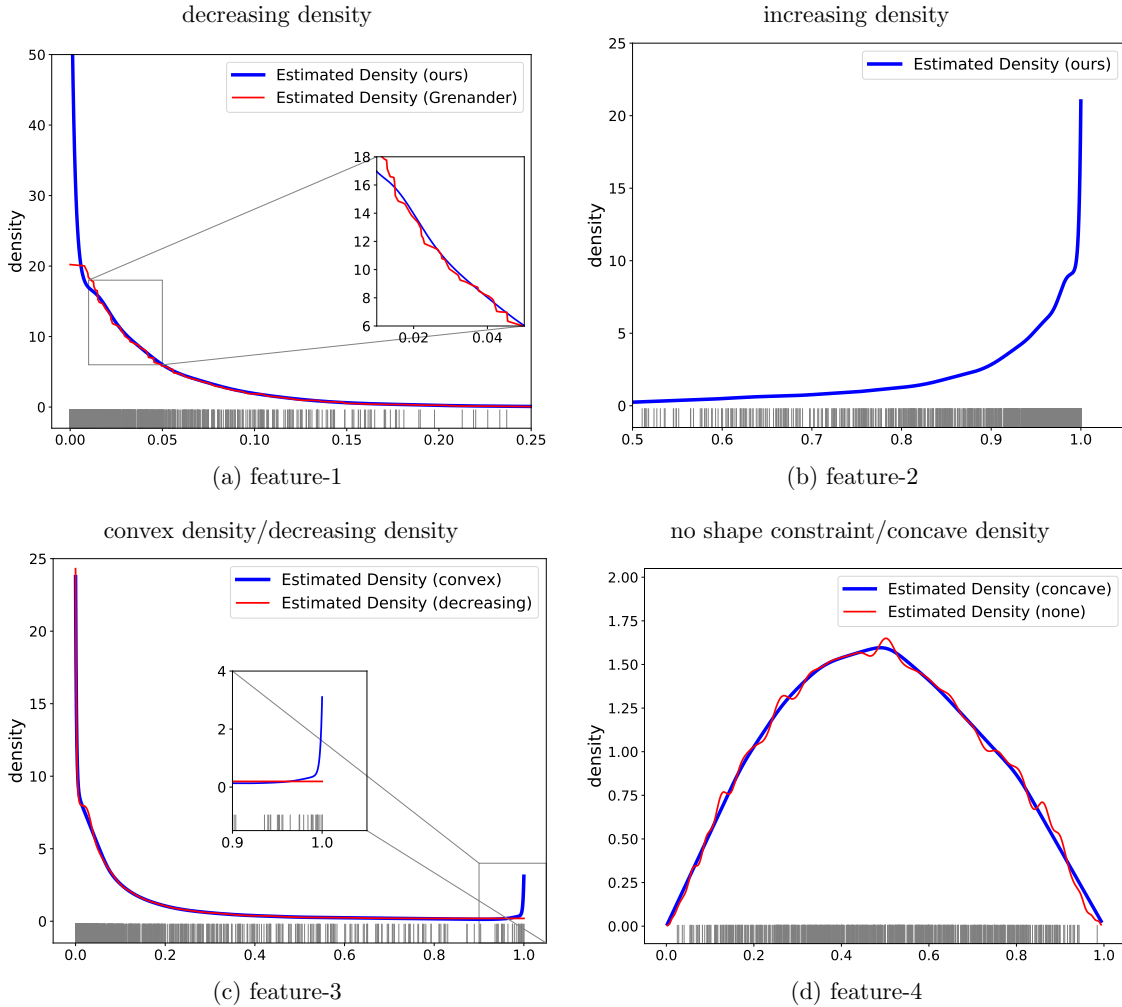 decreasing density
50
40
30
20
10
0
density
Estimated Density (ours)
Estimated Density (Grenander)
18
16
14
12
10
8
6
0.02 0.04
0.00 0.05 0.10 0.15 0.20 0.25
(a) feature-1
increasing density
25
20
15
10
5
0
density
Estimated Density (ours)
0.5 0.6 0.7 0.8 0.9 1.0
(b) feature-2
convex density/decreasing density
25
20
15
10
5
0
density
Estimated Density (convex)
Estimated Density (decreasing)
4
2
0
0.9 1.0
0.0 0.2 0.4 0.6 0.8 1.0
(c) feature-3
no shape constraint/concave density
2.00
1.75
1.50
1.25
1.00
0.75
0.50
0.25
0.00
density
Estimated Density (concave)
Estimated Density (none)
0.0 0.2 0.4 0.6 0.8 1.0
(d) feature-4